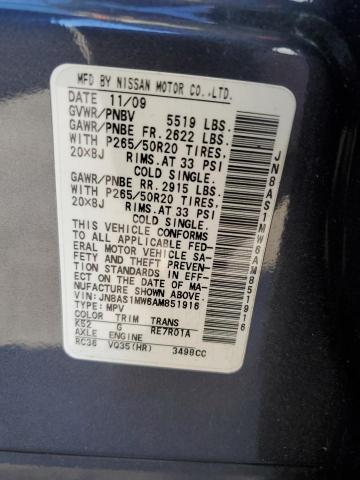 MFD BY NISSAN MOTOR CO.,LTD.
DATE 11/09
GVWR/PNBV 5519 LBS.
GAWR/PNBE FR. 2622 LBS.
WITH P265/50R20 TIRES,
20X8J RIMS, AT 33 PSI
COLD SINGLE.
GAWR/PNBE RR. 2915 LBS.
WITH P265/50R20 TIRES,
20X8J RIMS, AT 33 PSI
COLD SINGLE.
THIS VEHICLE CONFORMS
TO ALL APPLICABLE FED-
ERAL MOTOR VEHICLE SA-
FETY AND THEFT PREVENTION
STANDARDS IN EFFECT
ON THE DATE OF MA-
NUFACTURE SHOWN ABOVE.
VIN: JN8AS1MW6AM851916
TYPE: MPV
COLOR TRIM TRANS
K52 G RE7R01A
AXLE ENGINE
RC36 VQ35(HR) 3498CC
JN8AS1MW6AM851916